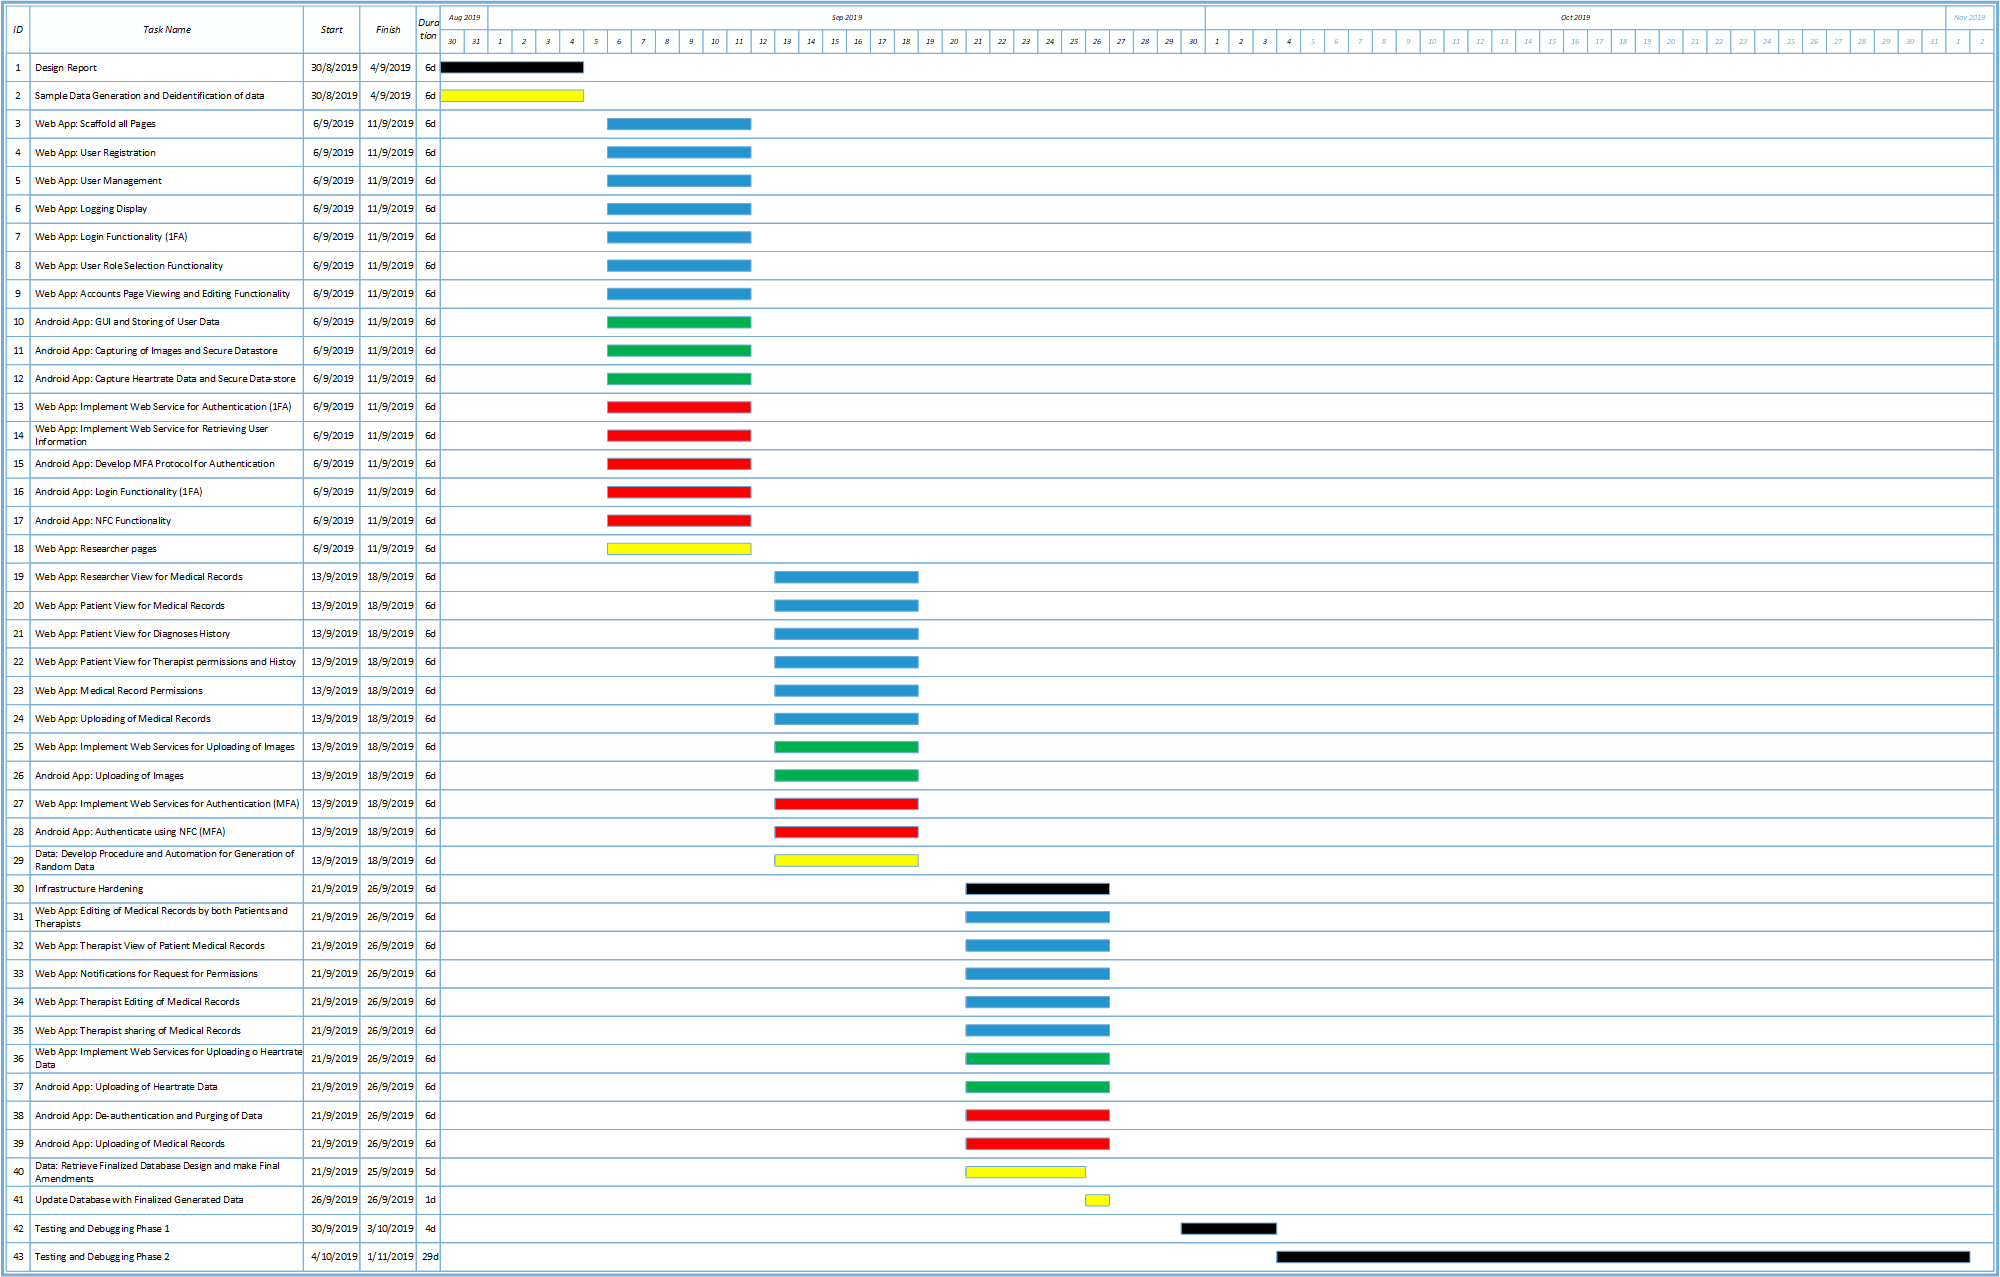 ID Task Name Start Finish Dura
tion Aug 2019 Sep 2019 Oct 2019 Nov 2019
30 31 1 2 3 4 5 6 7 8 9 10 11 12 13 14 15 16 17 18 19 20 21 22 23 24 25 26 27 28 29 30 1 2 3 4 5 6 7 8 9 10 11 12 13 14 15 16 17 18 19 20 21 22 23 24 25 26 27 28 29 30 31 1 2
1 Design Report 30/8/2019 4/9/2019 6d
2 Sample Data Generation and Deidentification of data 30/8/2019 4/9/2019 6d
3 Web App: Scaffold all Pages 6/9/2019 11/9/2019 6d
4 Web App: User Registration 6/9/2019 11/9/2019 6d
5 Web App: User Management 6/9/2019 11/9/2019 6d
6 Web App: Logging Display 6/9/2019 11/9/2019 6d
7 Web App: Login Functionality (1FA) 6/9/2019 11/9/2019 6d
8 Web App: User Role Selection Functionality 6/9/2019 11/9/2019 6d
9 Web App: Accounts Page Viewing and Editing Functionality 6/9/2019 11/9/2019 6d
10 Android App: GUI and Storing of User Data 6/9/2019 11/9/2019 6d
11 Android App: Capturing of Images and Secure Datastore 6/9/2019 11/9/2019 6d
12 Android App: Capture Heartrate Data and Secure Data-store 6/9/2019 11/9/2019 6d
13 Web App: Implement Web Service for Authentication (1FA) 6/9/2019 11/9/2019 6d
14 Web App: Implement Web Service for Retrieving User
Information 6/9/2019 11/9/2019 6d
15 Android App: Develop MFA Protocol for Authentication 6/9/2019 11/9/2019 6d
16 Android App: Login Functionality (1FA) 6/9/2019 11/9/2019 6d
17 Android App: NFC Functionality 6/9/2019 11/9/2019 6d
18 Web App: Researcher pages 6/9/2019 11/9/2019 6d
19 Web App: Researcher View for Medical Records 13/9/2019 18/9/2019 6d
20 Web App: Patient View for Medical Records 13/9/2019 18/9/2019 6d
21 Web App: Patient View for Diagnoses History 13/9/2019 18/9/2019 6d
22 Web App: Patient View for Therapist permissions and Histoy 13/9/2019 18/9/2019 6d
23 Web App: Medical Record Permissions 13/9/2019 18/9/2019 6d
24 Web App: Uploading of Medical Records 13/9/2019 18/9/2019 6d
25 Web App: Implement Web Services for Uploading of Images 13/9/2019 18/9/2019 6d
26 Android App: Uploading of Images 13/9/2019 18/9/2019 6d
27 Web App: Implement Web Services for Authentication (MFA) 13/9/2019 18/9/2019 6d
28 Android App: Authenticate using NFC (MFA) 13/9/2019 18/9/2019 6d
29 Data: Develop Procedure and Automation for Generation of
Random Data 13/9/2019 18/9/2019 6d
30 Infrastructure Hardening 21/9/2019 26/9/2019 6d
31 Web App: Editing of Medical Records by both Patients and
Therapists 21/9/2019 26/9/2019 6d
32 Web App: Therapist View of Patient Medical Records 21/9/2019 26/9/2019 6d
33 Web App: Notifications for Request for Permissions 21/9/2019 26/9/2019 6d
34 Web App: Therapist Editing of Medical Records 21/9/2019 26/9/2019 6d
35 Web App: Therapist sharing of Medical Records 21/9/2019 26/9/2019 6d
36 Web App: Implement Web Services for Uploading o Heartrate
Data 21/9/2019 26/9/2019 6d
37 Android App: Uploading of Heartrate Data 21/9/2019 26/9/2019 6d
38 Android App: De-authentication and Purging of Data 21/9/2019 26/9/2019 6d
39 Android App: Uploading of Medical Records 21/9/2019 26/9/2019 6d
40 Data: Retrieve Finalized Database Design and make Final
Amendments 21/9/2019 25/9/2019 5d
41 Update Database with Finalized Generated Data 26/9/2019 26/9/2019 1d
42 Testing and Debugging Phase 1 30/9/2019 3/10/2019 4d
43 Testing and Debugging Phase 2 4/10/2019 1/11/2019 29d